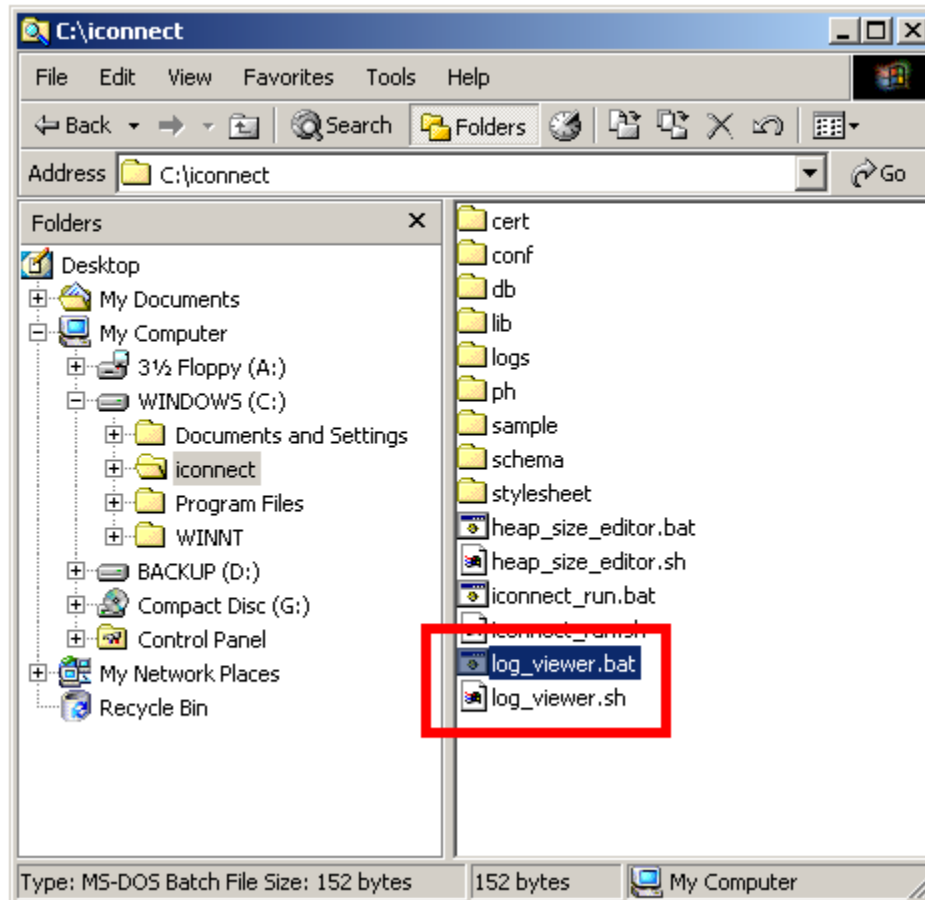 C:\iconnect
File Edit View Favorites Tools Help
Back Search Folders
Address C:\iconnect Go
Folders
Desktop
My Documents
My Computer
3½ Floppy (A:)
WINDOWS (C:)
Documents and Settings
iconnect
Program Files
WINNT
BACKUP (D:)
Compact Disc (G:)
Control Panel
My Network Places
Recycle Bin
cert
conf
db
lib
logs
ph
sample
schema
stylesheet
heap_size_editor.bat
heap_size_editor.sh
iconnect_run.bat
iconnect_run.sh
log_viewer.bat
log_viewer.sh
Type: MS-DOS Batch File Size: 152 bytes 152 bytes My Computer